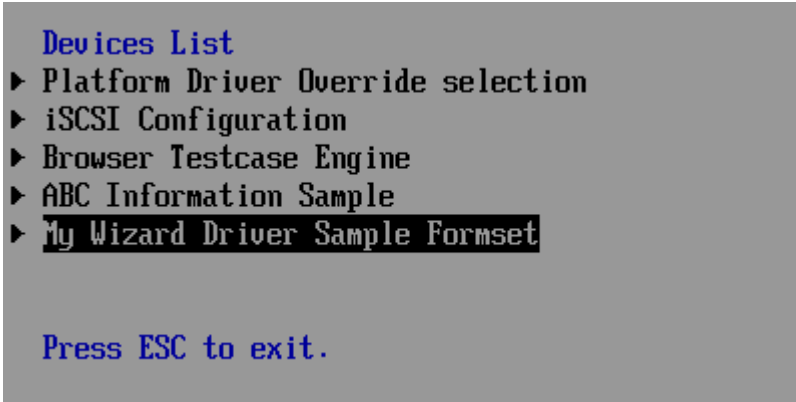 Devices List
Platform Driver Override selection
iSCSI Configuration
Browser Testcase Engine
ABC Information Sample
My Wizard Driver Sample Formset
Press ESC to exit.